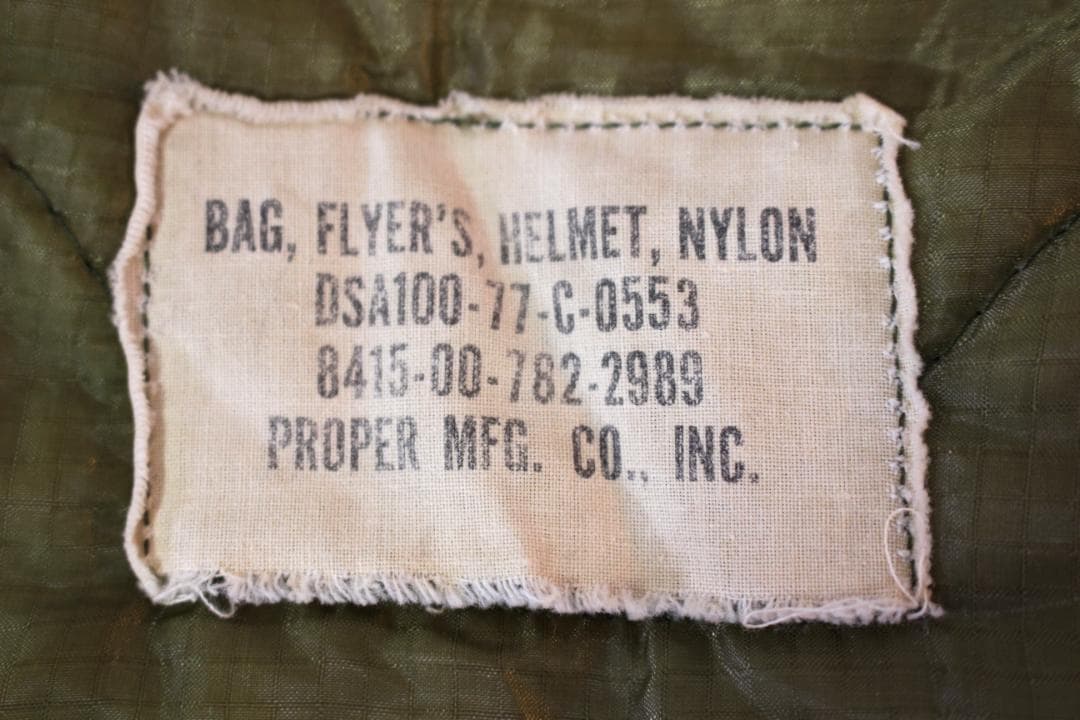 BAG, FLYER'S, HELMET, NYLON
DSA100-77-C-0553
8415-00-782-2989
PROPER MFG. CO., INC.